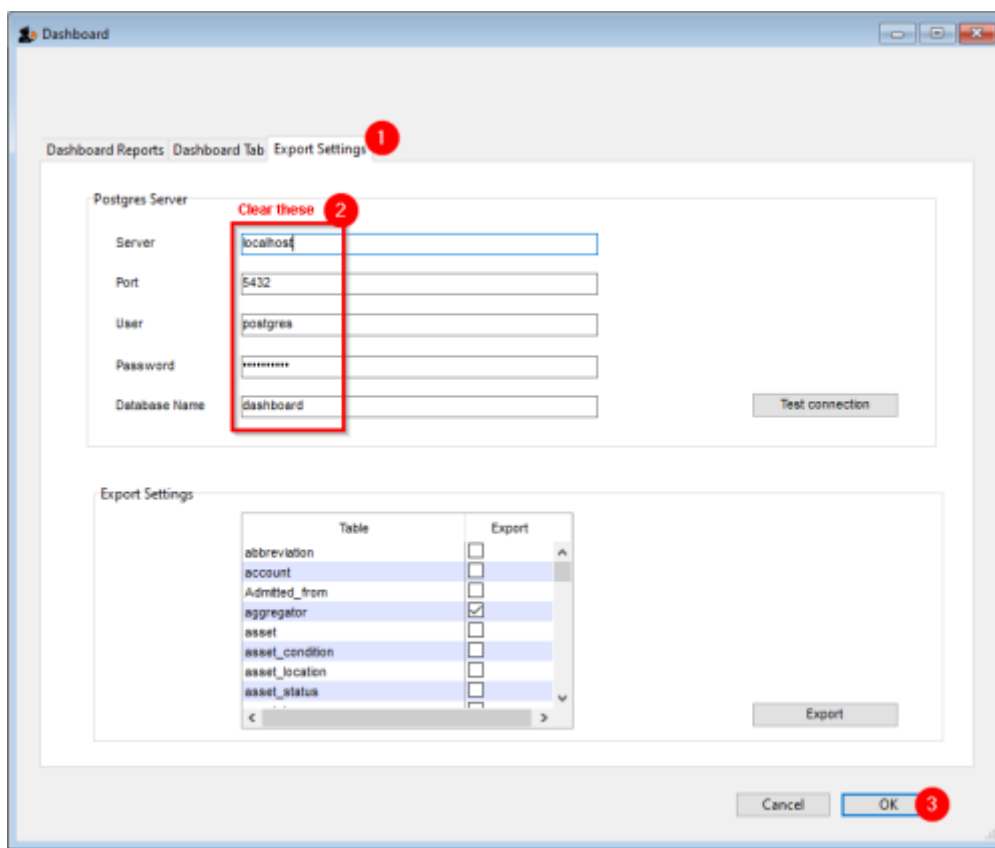 Dashboard
Dashboard Reports Dashboard Tab Export Settings 1
Postgres Server
Clear these 2
Server localhost
Port 5432
User postgres
Password ••••••••••
Database Name dashboard Test connection
Export Settings
Table Export
abbreviation
account
Admitted_from
aggregator
asset
asset_condition
asset_location
asset_status
Export
Cancel OK 3